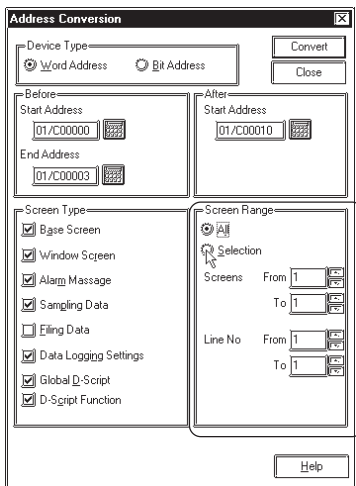 Address Conversion
Device Type
Word Address Bit Address
Convert
Close
Before
Start Address
01/C00000
End Address
01/C00003
After
Start Address
01/C00010
Screen Type
Base Screen
Window Screen
Alarm Massage
Sampling Data
Filing Data
Data Logging Settings
Global D-Script
D-Script Function
Screen Range
All
Selection
Screens From 1
To 1
Line No From 1
To 1
Help